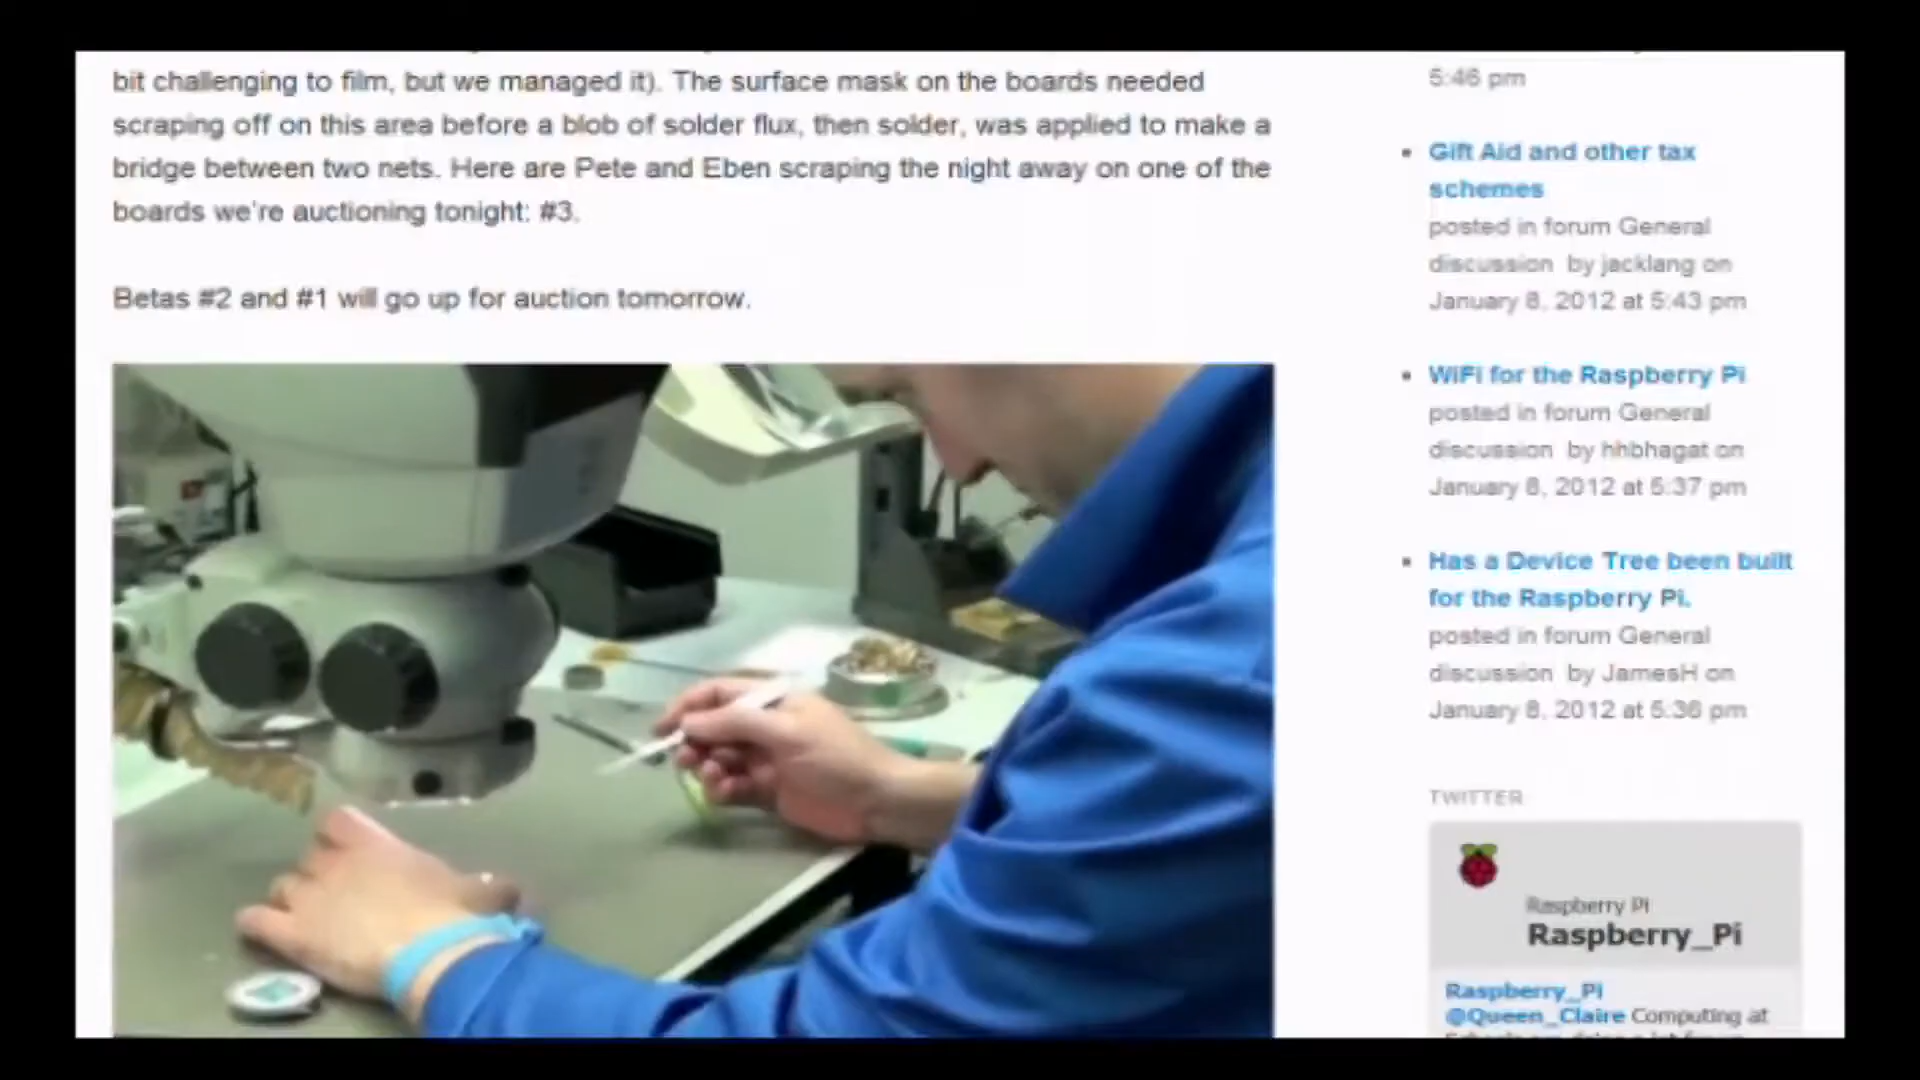 bit challenging to film, but we managed it). The surface mask on the boards needed
scraping off on this area before a blob of solder flux, then solder, was applied to make a
bridge between two nets. Here are Pete and Eben scraping the night away on one of the
boards we're auctioning tonight: #3.
Betas #2 and #1 will go up for auction tomorrow.
5:46 pm
Gift Aid and other tax
schemes
posted in forum General
discussion by jacklang on
January 8, 2012 at 5:43 pm
WiFi for the Raspberry Pi
posted in forum General
discussion by hhbhagat on
January 8, 2012 at 5:37 pm
Has a Device Tree been built
for the Raspberry Pi.
posted in forum General
discussion by JamesH on
January 8, 2012 at 5:36 pm
TWITTER
Raspberry Pi
Raspberry_Pi
Raspberry_Pi
@Queen_Claire Computing at